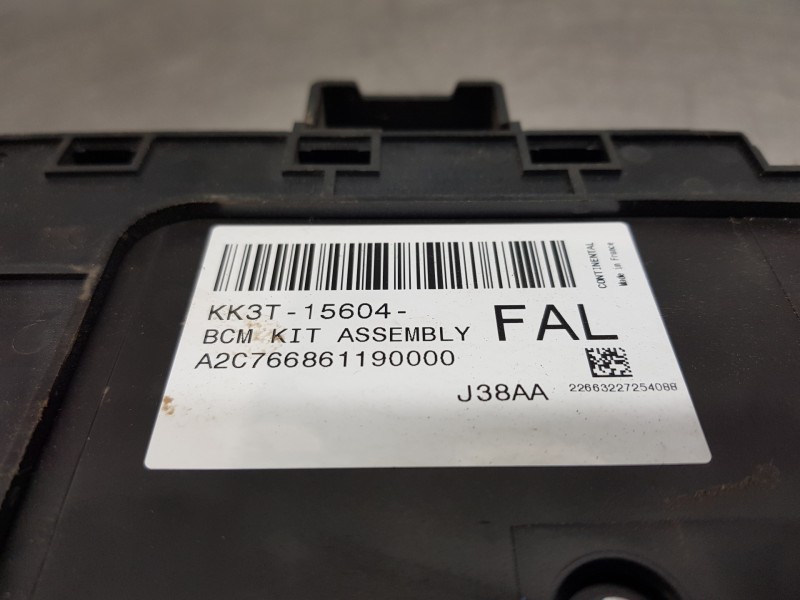 KK3T-15604-
FAL
BCM KIT ASSEMBLY
A2C766861190000
J38AA
22663227254088
CONTINENTAL
Made in France